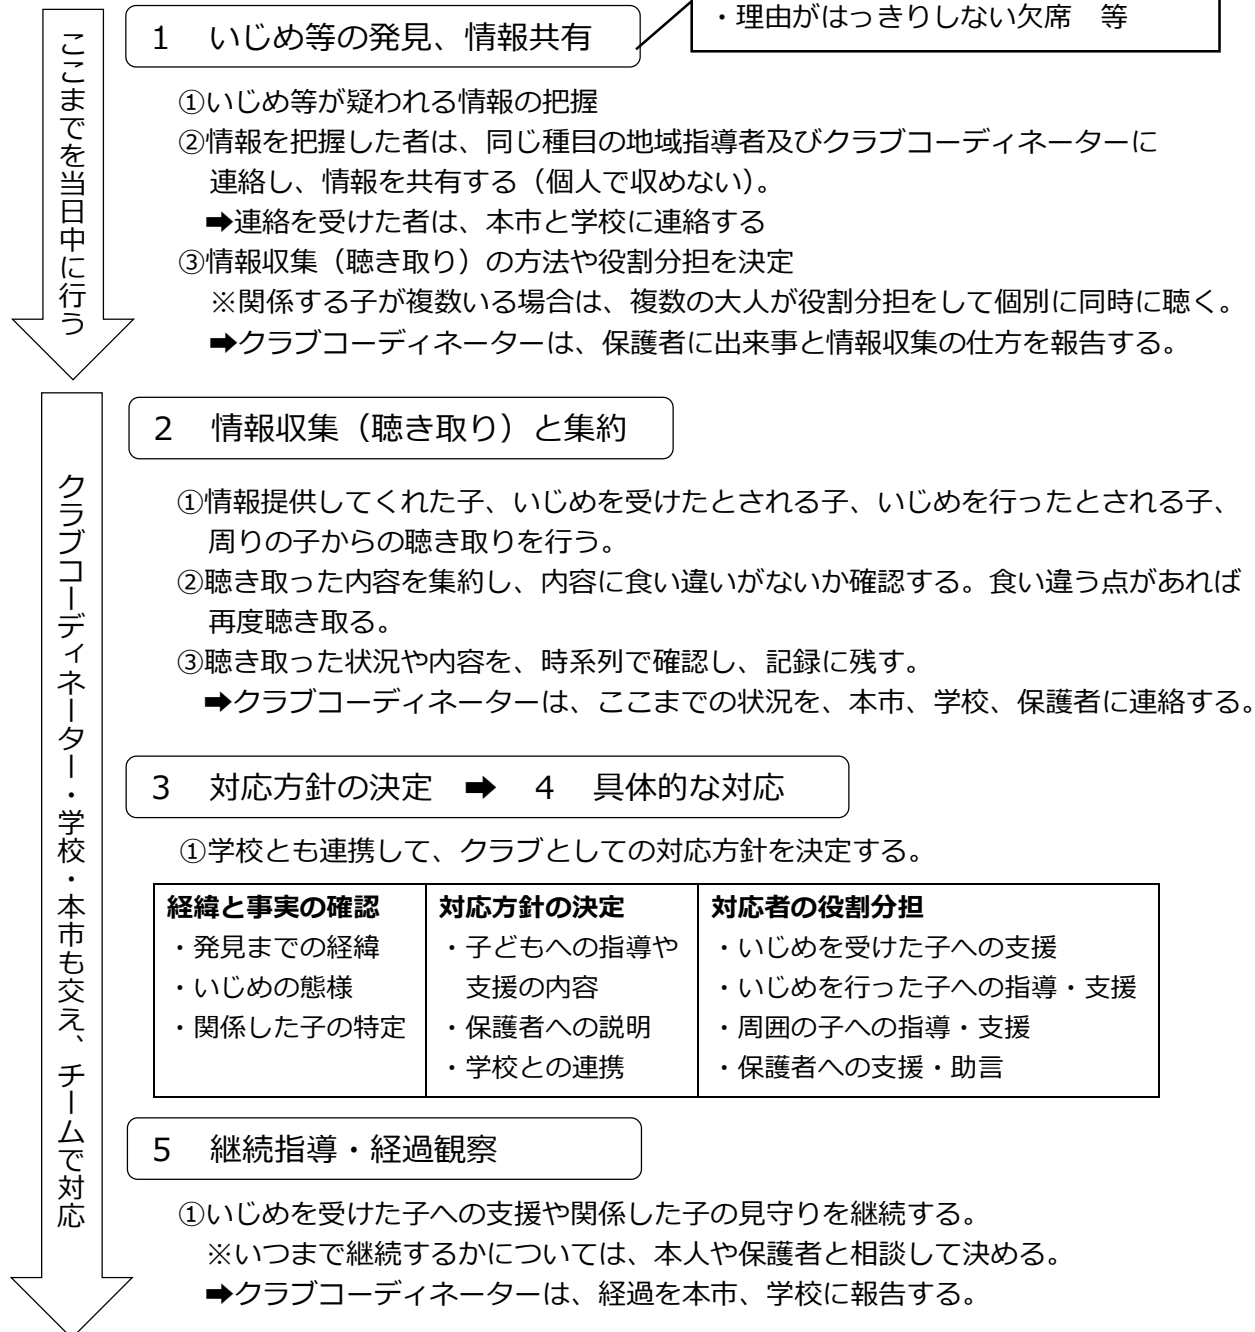 ・理由がはっきりしない欠席　等
1　いじめ等の発見、情報共有
ここまでを当日中に行う
①いじめ等が疑われる情報の把握
②情報を把握した者は、同じ種目の地域指導者及びクラブコーディネーターに
連絡し、情報を共有する（個人で収めない）。
➡連絡を受けた者は、本市と学校に連絡する
③情報収集（聴き取り）の方法や役割分担を決定
※関係する子が複数いる場合は、複数の大人が役割分担をして個別に同時に聴く。
➡クラブコーディネーターは、保護者に出来事と情報収集の仕方を報告する。
2　情報収集（聴き取り）と集約
クラブコーディネーター・学校・本市も交え、チームで対応
①情報提供してくれた子、いじめを受けたとされる子、いじめを行ったとされる子、
周りの子からの聴き取りを行う。
②聴き取った内容を集約し、内容に食い違いがないか確認する。食い違う点があれば
再度聴き取る。
③聴き取った状況や内容を、時系列で確認し、記録に残す。
➡クラブコーディネーターは、ここまでの状況を、本市、学校、保護者に連絡する。
3　対応方針の決定　➡　4　具体的な対応
①学校とも連携して、クラブとしての対応方針を決定する。
経緯と事実の確認
・発見までの経緯
・いじめの態様
・関係した子の特定
対応方針の決定
・子どもへの指導や
支援の内容
・保護者への説明
・学校との連携
対応者の役割分担
・いじめを受けた子への支援
・いじめを行った子への指導・支援
・周囲の子への指導・支援
・保護者への支援・助言
5　継続指導・経過観察
①いじめを受けた子への支援や関係した子の見守りを継続する。
※いつまで継続するかについては、本人や保護者と相談して決める。
➡クラブコーディネーターは、経過を本市、学校に報告する。